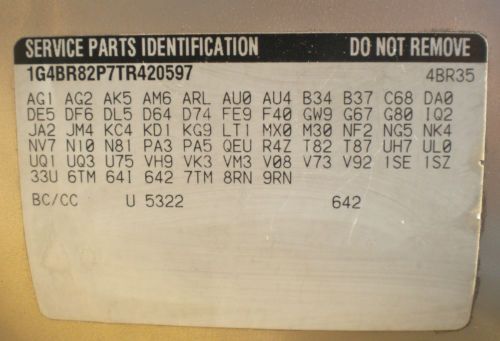 SERVICE PARTS IDENTIFICATION DO NOT REMOVE
1G4BR82P7TR420597 4BR35
AG1 AG2 AK5 AM6 ARL AU0 AU4 B34 B37 C68 DA0
DE5 DF6 DL5 D64 D74 FE9 F40 GW9 G67 G80 IQ2
JA2 JM4 KC4 KD1 KG9 LT1 MX0 M30 NF2 NG5 NK4
NV7 N10 N81 PA3 PA5 QEU R4Z T82 T87 UH7 UL0
UQ1 UQ3 U75 VH9 VK3 VM3 V08 V73 V92 1SE 1SZ
33U 6TM 64I 642 7TM 8RN 9RN
BC/CC U 5322 642